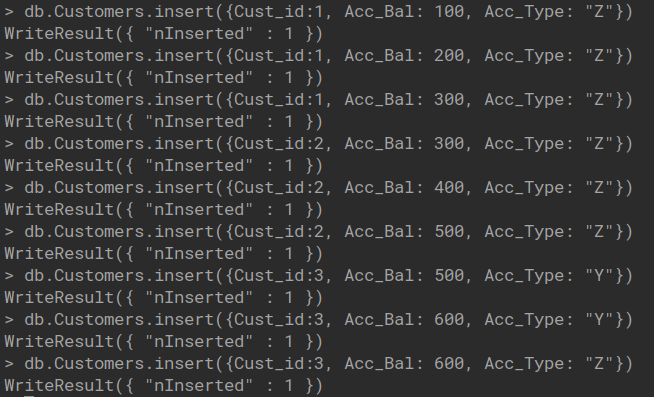 > db.Customers.insert({Cust_id:1, Acc_Bal: 100, Acc_Type: "Z"})
WriteResult({ "nInserted" : 1 })
> db.Customers.insert({Cust_id:1, Acc_Bal: 200, Acc_Type: "Z"})
WriteResult({ "nInserted" : 1 })
> db.Customers.insert({Cust_id:1, Acc_Bal: 300, Acc_Type: "Z"})
WriteResult({ "nInserted" : 1 })
> db.Customers.insert({Cust_id:2, Acc_Bal: 300, Acc_Type: "Z"})
WriteResult({ "nInserted" : 1 })
> db.Customers.insert({Cust_id:2, Acc_Bal: 400, Acc_Type: "Z"})
WriteResult({ "nInserted" : 1 })
> db.Customers.insert({Cust_id:2, Acc_Bal: 500, Acc_Type: "Z"})
WriteResult({ "nInserted" : 1 })
> db.Customers.insert({Cust_id:3, Acc_Bal: 500, Acc_Type: "Y"})
WriteResult({ "nInserted" : 1 })
> db.Customers.insert({Cust_id:3, Acc_Bal: 600, Acc_Type: "Y"})
WriteResult({ "nInserted" : 1 })
> db.Customers.insert({Cust_id:3, Acc_Bal: 600, Acc_Type: "Z"})
WriteResult({ "nInserted" : 1 })